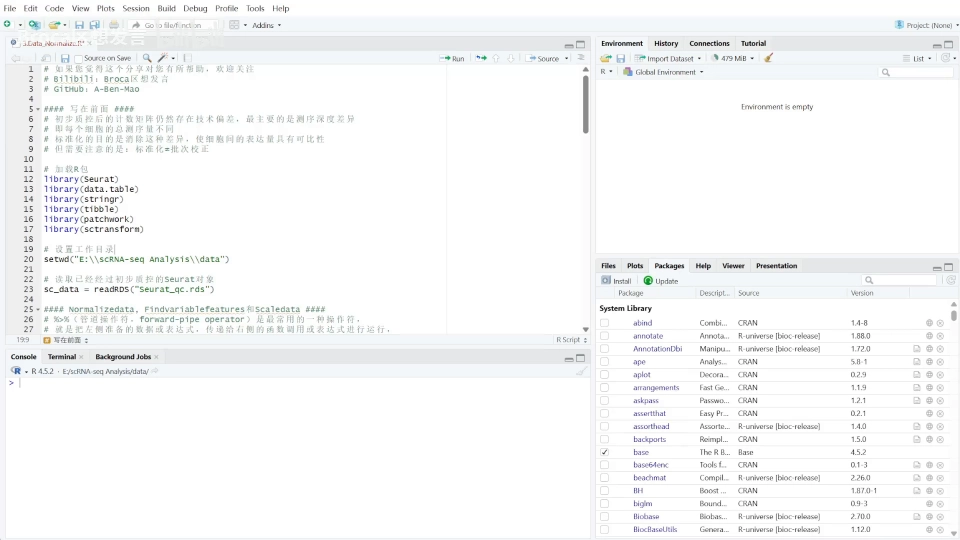 File Edit Code View Plots Session Build Debug Profile Tools Help
Go to file/function Addins Project: (None)
Source on Save Run Source
1 # 如果您觉得这个分享对您有所帮助，欢迎关注
2 # Bilibili：Broca区想发言
3 # GitHub：A-Ben-Mao
4
5 #### 写在前面 ####
6 # 初步质控后的计数矩阵仍然存在技术偏差，最主要的是测序深度差异
7 # 即每个细胞的总测序量不同
8 # 标准化的目的是消除这种差异，使细胞间的表达量具有可比性
9 # 但需要注意的是：标准化≠批次校正
10
11 # 加载R包
12 library(Seurat)
13 library(data.table)
14 library(stringr)
15 library(tibble)
16 library(patchwork)
17 library(sctransform)
18
19 # 设置工作目录
20 setwd("E:\\scRNA-seq Analysis\\data")
21
22 # 读取已经经过初步质控的Seurat对象
23 sc_data = readRDS("Seurat_qc.rds")
24
25 #### Normalizedata, Findvariablefeatures和Scaledata ####
26 # %>%（管道操作符，forward-pipe operator）是最常用的一种操作符，
27 # 就是把左侧准备的数据或表达式，传递给右侧的函数调用或表达式进行运行，
19:9 写在前面 R Script
Console Terminal Background Jobs
R 4.5.2 · E:/scRNA-seq Analysis/data/
>
Environment History Connections Tutorial
Import Dataset 479 MiB List
R Global Environment
Environment is empty
Files Plots Packages Help Viewer Presentation
Install Update
Package Descript... Source Version
System Library
abind Combi... CRAN 1.4-8
annotate Annota... R-universe [bioc-release] 1.88.0
AnnotationDbi Manipu... R-universe [bioc-release] 1.72.0
ape Analys... CRAN 5.8-1
aplot Decora... CRAN 0.2.9
arrangements Fast Ge... CRAN 1.1.9
askpass Passwo... CRAN 1.2.1
assertthat Easy Pr... CRAN 0.2.1
assorthead Assorte... R-universe [bioc-release] 1.4.0
backports Reimpl... CRAN 1.5.0
base The R B... Base 4.5.2
base64enc Tools f... CRAN 0.1-3
beachmat Compil... R-universe [bioc-release] 2.26.0
BH Boost ... CRAN 1.87.0-1
biglm Bound... CRAN 0.9-3
Biobase Biobas... R-universe [bioc-release] 2.70.0
BiocBaseUtils Genera... R-universe [bioc-release] 1.12.0